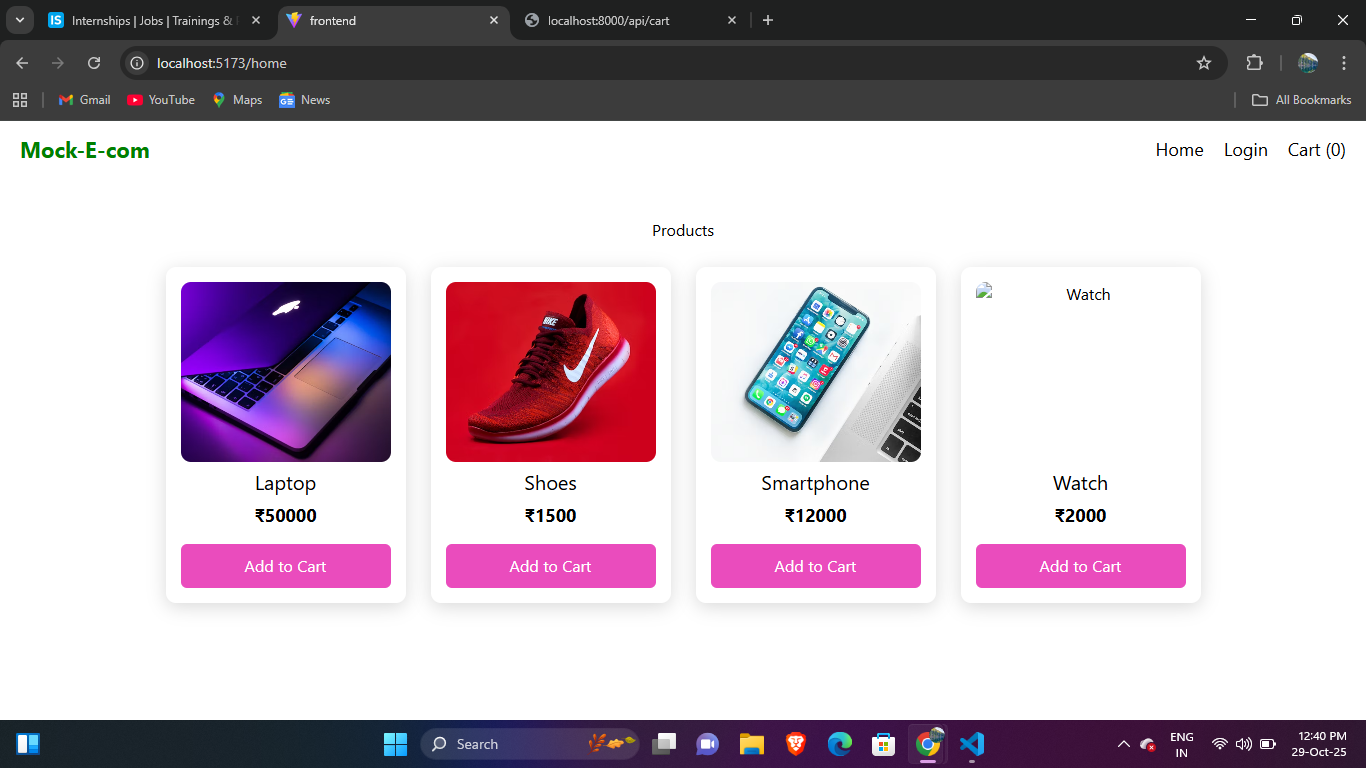 IS Internships | Jobs | Trainings &
frontend
localhost:8000/api/cart
localhost:5173/home
Gmail
YouTube
Maps
News
All Bookmarks
Mock-E-com
Home
Login
Cart (0)
Products
NIKE
Watch
Laptop
Shoes
Smartphone
Watch
₹50000
₹1500
₹12000
₹2000
Add to Cart
Add to Cart
Add to Cart
Add to Cart
Search
ENG
IN
12:40 PM
29-Oct-25